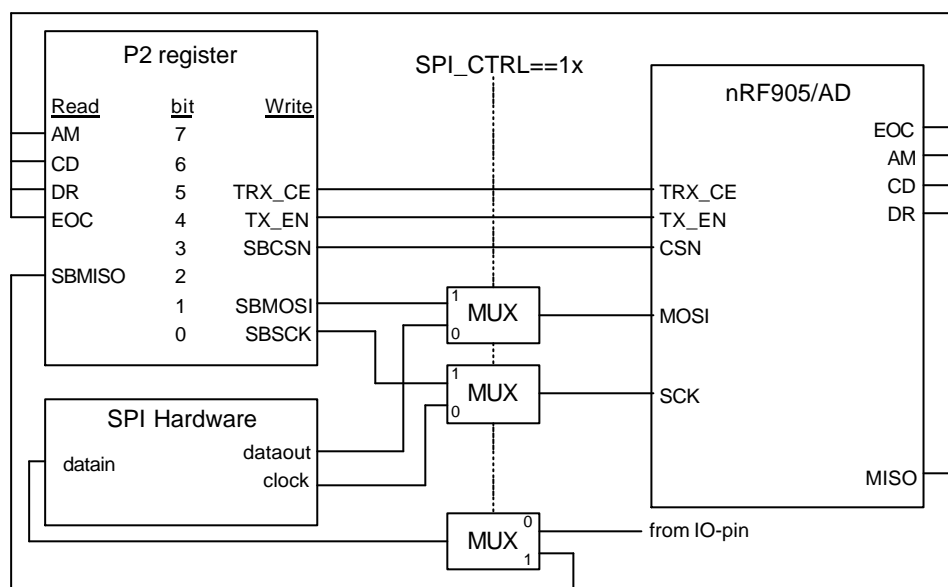 P2 register
Read bit Write
AM 7
CD 6
DR 5 TRX_CE
EOC 4 TX_EN
3 SBCSN
SBMISO 2
1 SBMOSI
0 SBSCK
SPI_CTRL==1x
nRF905/AD
EOC
AM
CD
DR
TRX_CE
TX_EN
CSN
MOSI
SCK
MISO
1
0
MUX
1
0
MUX
SPI Hardware
dataout
datain
clock
MUX
0
1
from IO-pin